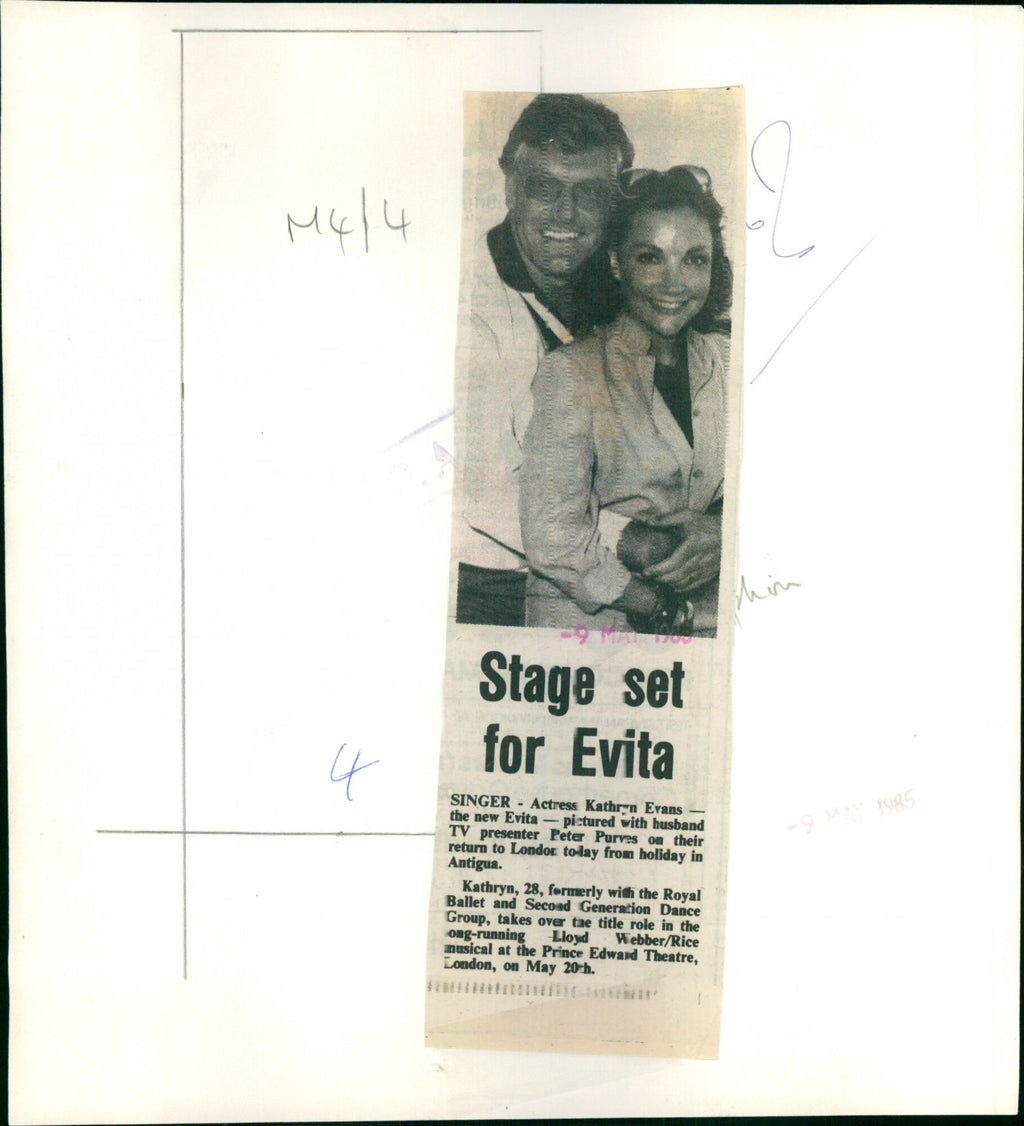 M4/4
-9 MAY 1985
Stage set
for Evita
SINGER - Actress Kathryn Evans —
the new Evita — pictured with husband
TV presenter Peter Purves on their
return to London today from holiday in
Antigua.
Kathryn, 28, formerly with the Royal
Ballet and Second Generation Dance
Group, takes over the title role in the
long-running Lloyd Webber/Rice
musical at the Prince Edward Theatre,
London, on May 20th.
4
-9 MAY 1985